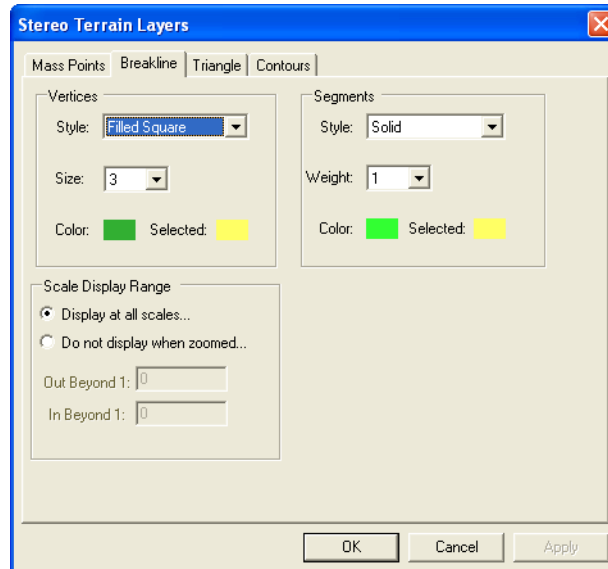 Stereo Terrain Layers
Mass Points Breakline Triangle Contours
Vertices
Style: Filled Square
Size: 3
Color: Selected:
Segments
Style: Solid
Weight: 1
Color: Selected:
Scale Display Range
Display at all scales...
Do not display when zoomed...
Out Beyond 1: 0
In Beyond 1: 0
OK Cancel Apply